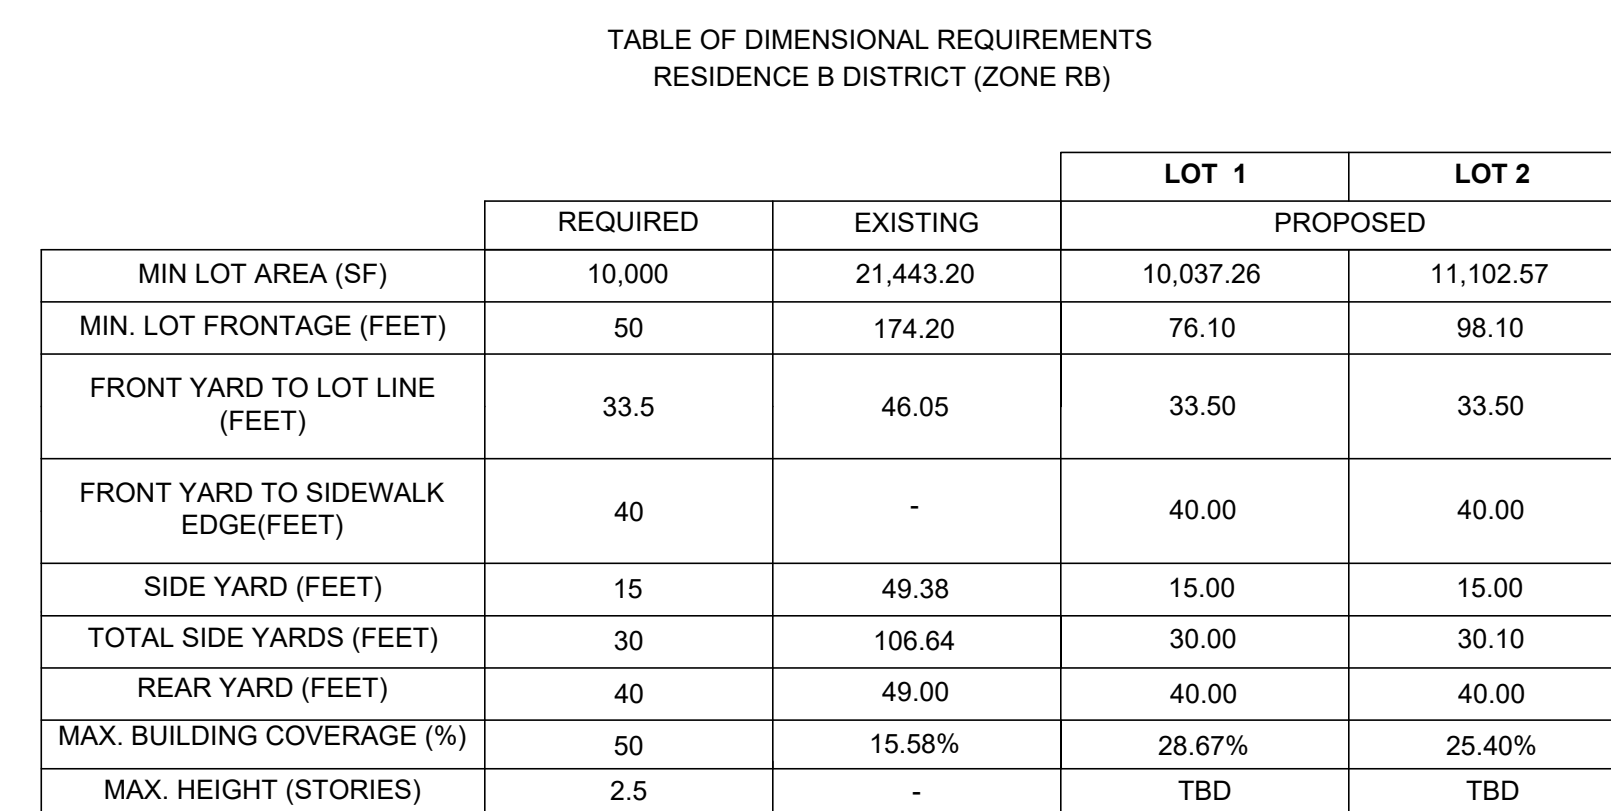 TABLE OF DIMENSIONAL REQUIREMENTS
RESIDENCE B DISTRICT (ZONE RB)
LOT 1 LOT 2
REQUIRED EXISTING PROPOSED
MIN LOT AREA (SF) 10,000 21,443.20 10,037.26 11,102.57
MIN. LOT FRONTAGE (FEET) 50 174.20 76.10 98.10
FRONT YARD TO LOT LINE
(FEET) 33.5 46.05 33.50 33.50
FRONT YARD TO SIDEWALK
EDGE(FEET) 40 - 40.00 40.00
SIDE YARD (FEET) 15 49.38 15.00 15.00
TOTAL SIDE YARDS (FEET) 30 106.64 30.00 30.10
REAR YARD (FEET) 40 49.00 40.00 40.00
MAX. BUILDING COVERAGE (%) 50 15.58% 28.67% 25.40%
MAX. HEIGHT (STORIES) 2.5 - TBD TBD